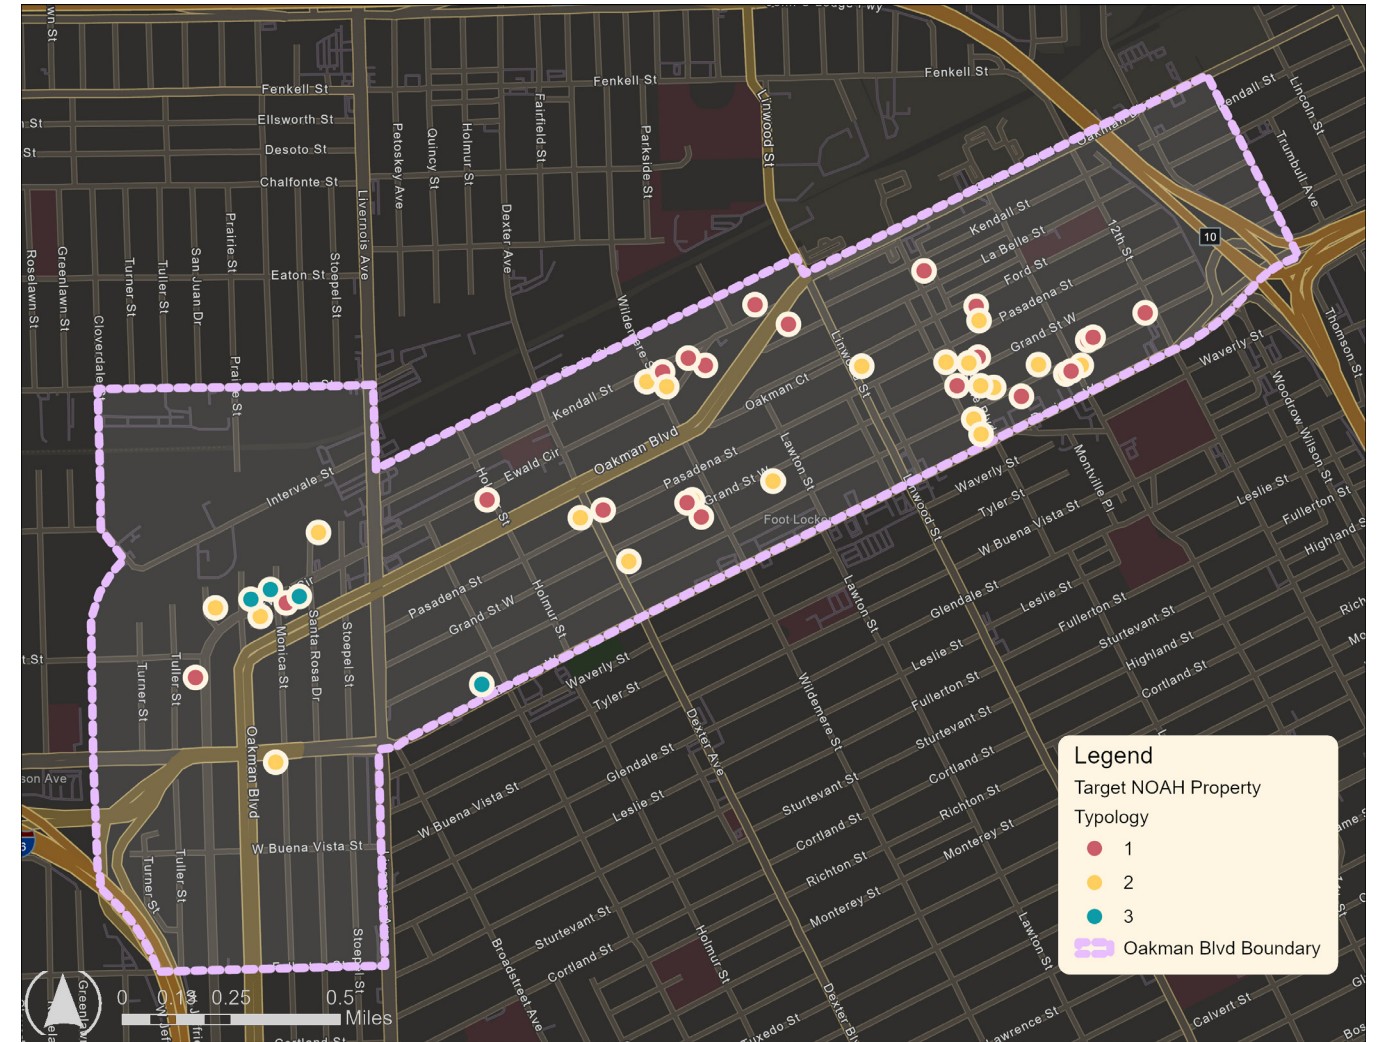 Fenkell St
Fenkell St
Fenkell St
Ellsworth St
Desoto St
Chalfonte St
Eaton St
Livernois Ave
Petoskey Ave
Quincy St
Holmur St
Fairfield St
Parkside St
Linwood St
Dexter Ave
Prairie St
San Juan Dr
Tuller St
Turner St
Greenlawn St
Roselawn St
Stoepel St
Kendall St
La Belle St
Ford St
Pasadena St
Grand St W
12th St
10
Lincoln St
Trumbull Ave
Thomson St
Waverly St
Woodrow Wilson St
Kendall St
Ewald Cir
Oakman Blvd
Oakman Ct
Pasadena St
Grand St W
Lawton St
Linwood St
Intervale St
Pasadena St
Grand St W
Holmur St
Waverly St
Tyler St
Waverly St
Tyler St
W Buena Vista St
Montville Pl
Leslie St
Fullerton St
Glendale St
Leslie St
Fullerton St
Sturtevant St
Highland St
Cortland St
Leslie St
Fullerton St
Sturtevant St
Cortland St
Richton St
Monterey St
Lawton St
Wildemere St
Dexter Ave
Glendale St
Leslie St
W Buena Vista St
Sturtevant St
Cortland St
Richton St
Monterey St
Santa Rosa Dr
Monica St
Stoepel St
Tuller St
Turner St
Oakman Blvd
W Buena Vista St
Tuller St
Turner St
Stoepel St
Sturtevant St
Cortland St
Broadstreet Ave
Holmur St
Lawton St
Calvert St
Legend
Target NOAH Property
Typology
1
2
3
Oakman Blvd Boundary
0 0.13 0.25 0.5
Miles